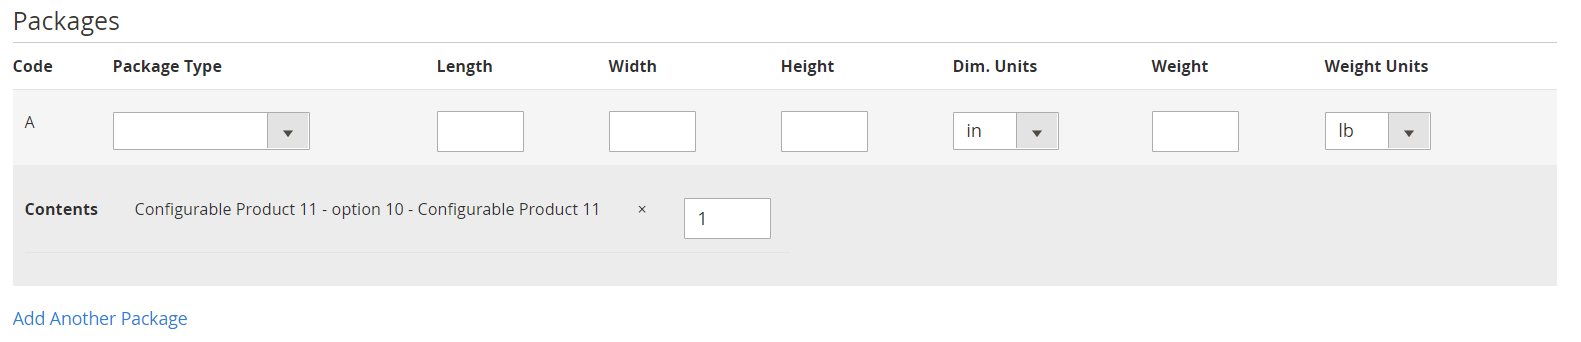 Packages
Code Package Type Length Width Height Dim. Units Weight Weight Units
A in lb
Contents Configurable Product 11 - option 10 - Configurable Product 11 × 1
Add Another Package